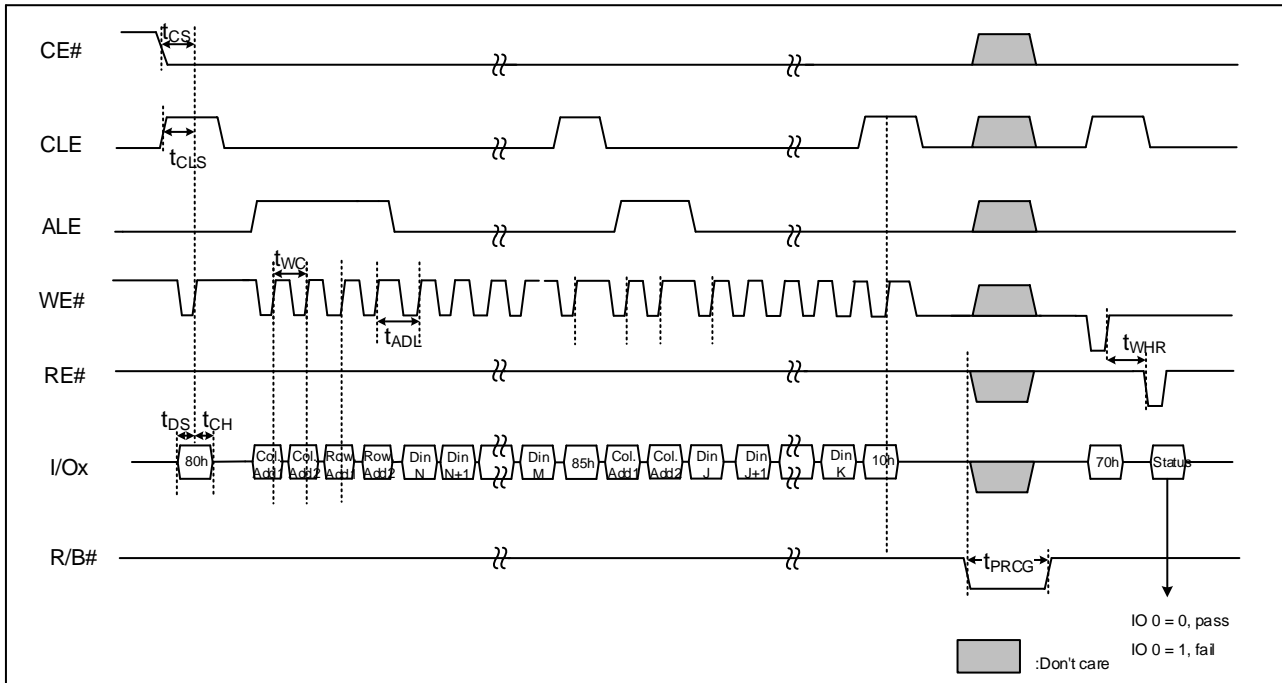 CE#
tCS
CLE
tCLS
ALE
WE#
tWC
tADL
tWHR
RE#
tDS tCH
I/Ox
80h
Col. Add1
Col. Add2
Row Add1
Row Add2
Din N
Din N+1
Din M
85h
Col. Add1
Col. Add2
Din J
Din J+1
Din K
10h
70h
Status
R/B#
tPRCG
IO 0 = 0, pass
IO 0 = 1, fail
:Don't care